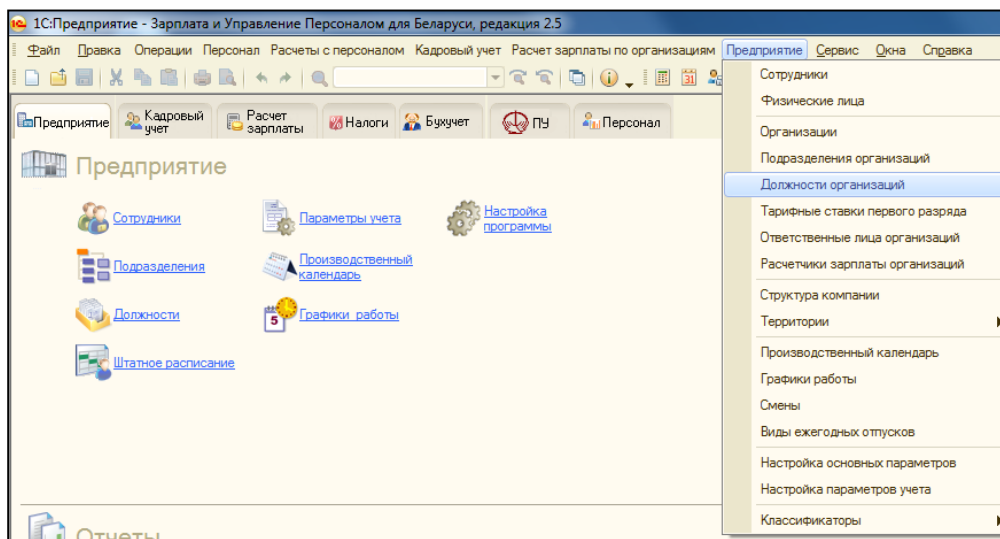 1С:Предприятие - Зарплата и Управление Персоналом для Беларуси, редакция 2.5
Файл Правка Операции Персонал Расчеты с персоналом Кадровый учет Расчет зарплаты по организациям Предприятие Сервис Окна Справка
Предприятие
Кадровый
учет
Расчет
зарплаты
Налоги
Бухучет
ПУ
Персонал
Предприятие
Сотрудники
Параметры учета
Настройка
программы
Подразделения
Производственный
календарь
Должности
5
Графики работы
Штатное расписание
Отчеты
31
Сотрудники
Физические лица
Организации
Подразделения организаций
Должности организаций
Тарифные ставки первого разряда
Ответственные лица организаций
Расчетчики зарплаты организаций
Структура компании
Территории
Производственный календарь
Графики работы
Смены
Виды ежегодных отпусков
Настройка основных параметров
Настройка параметров учета
Классификаторы